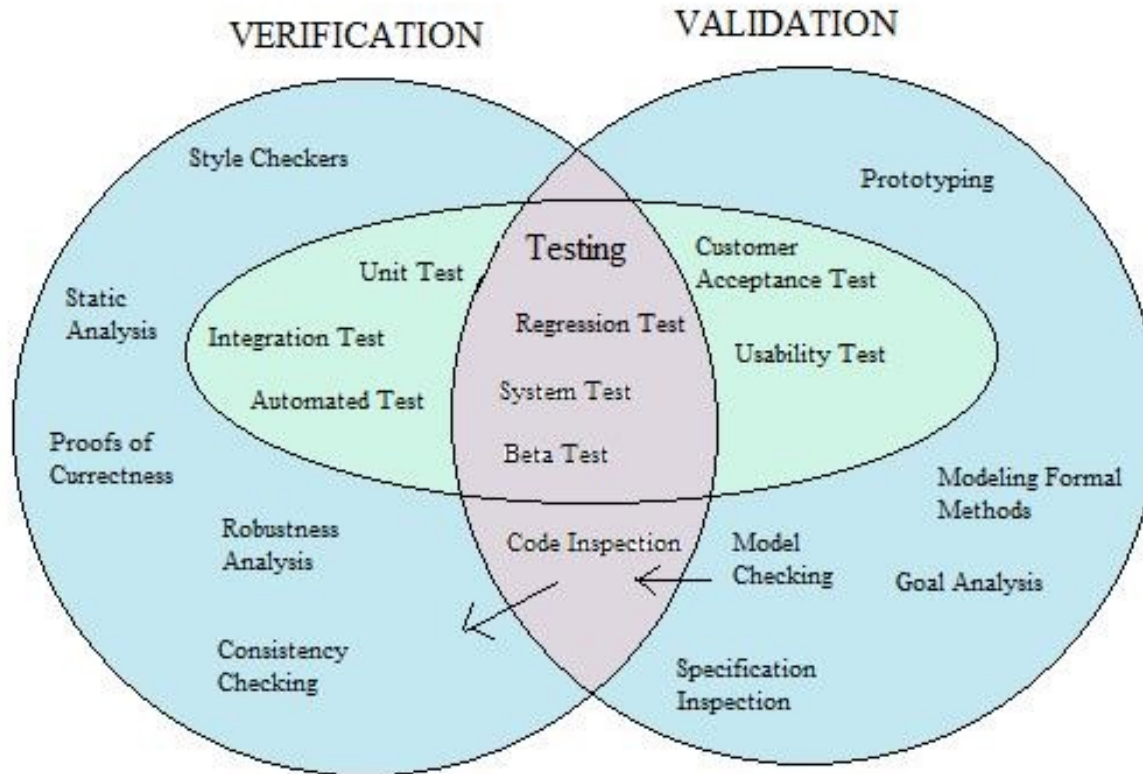 VERIFICATION
VALIDATION
Style Checkers
Prototyping
Testing
Customer
Acceptance Test
Unit Test
Static
Analysis
Regression Test
Integration Test
Usability Test
System Test
Automated Test
Proofs of
Currectness
Beta Test
Modeling Formal
Methods
Robustness
Analysis
Code Inspection
Model
Checking
Goal Analysis
Consistency
Checking
Specification
Inspection